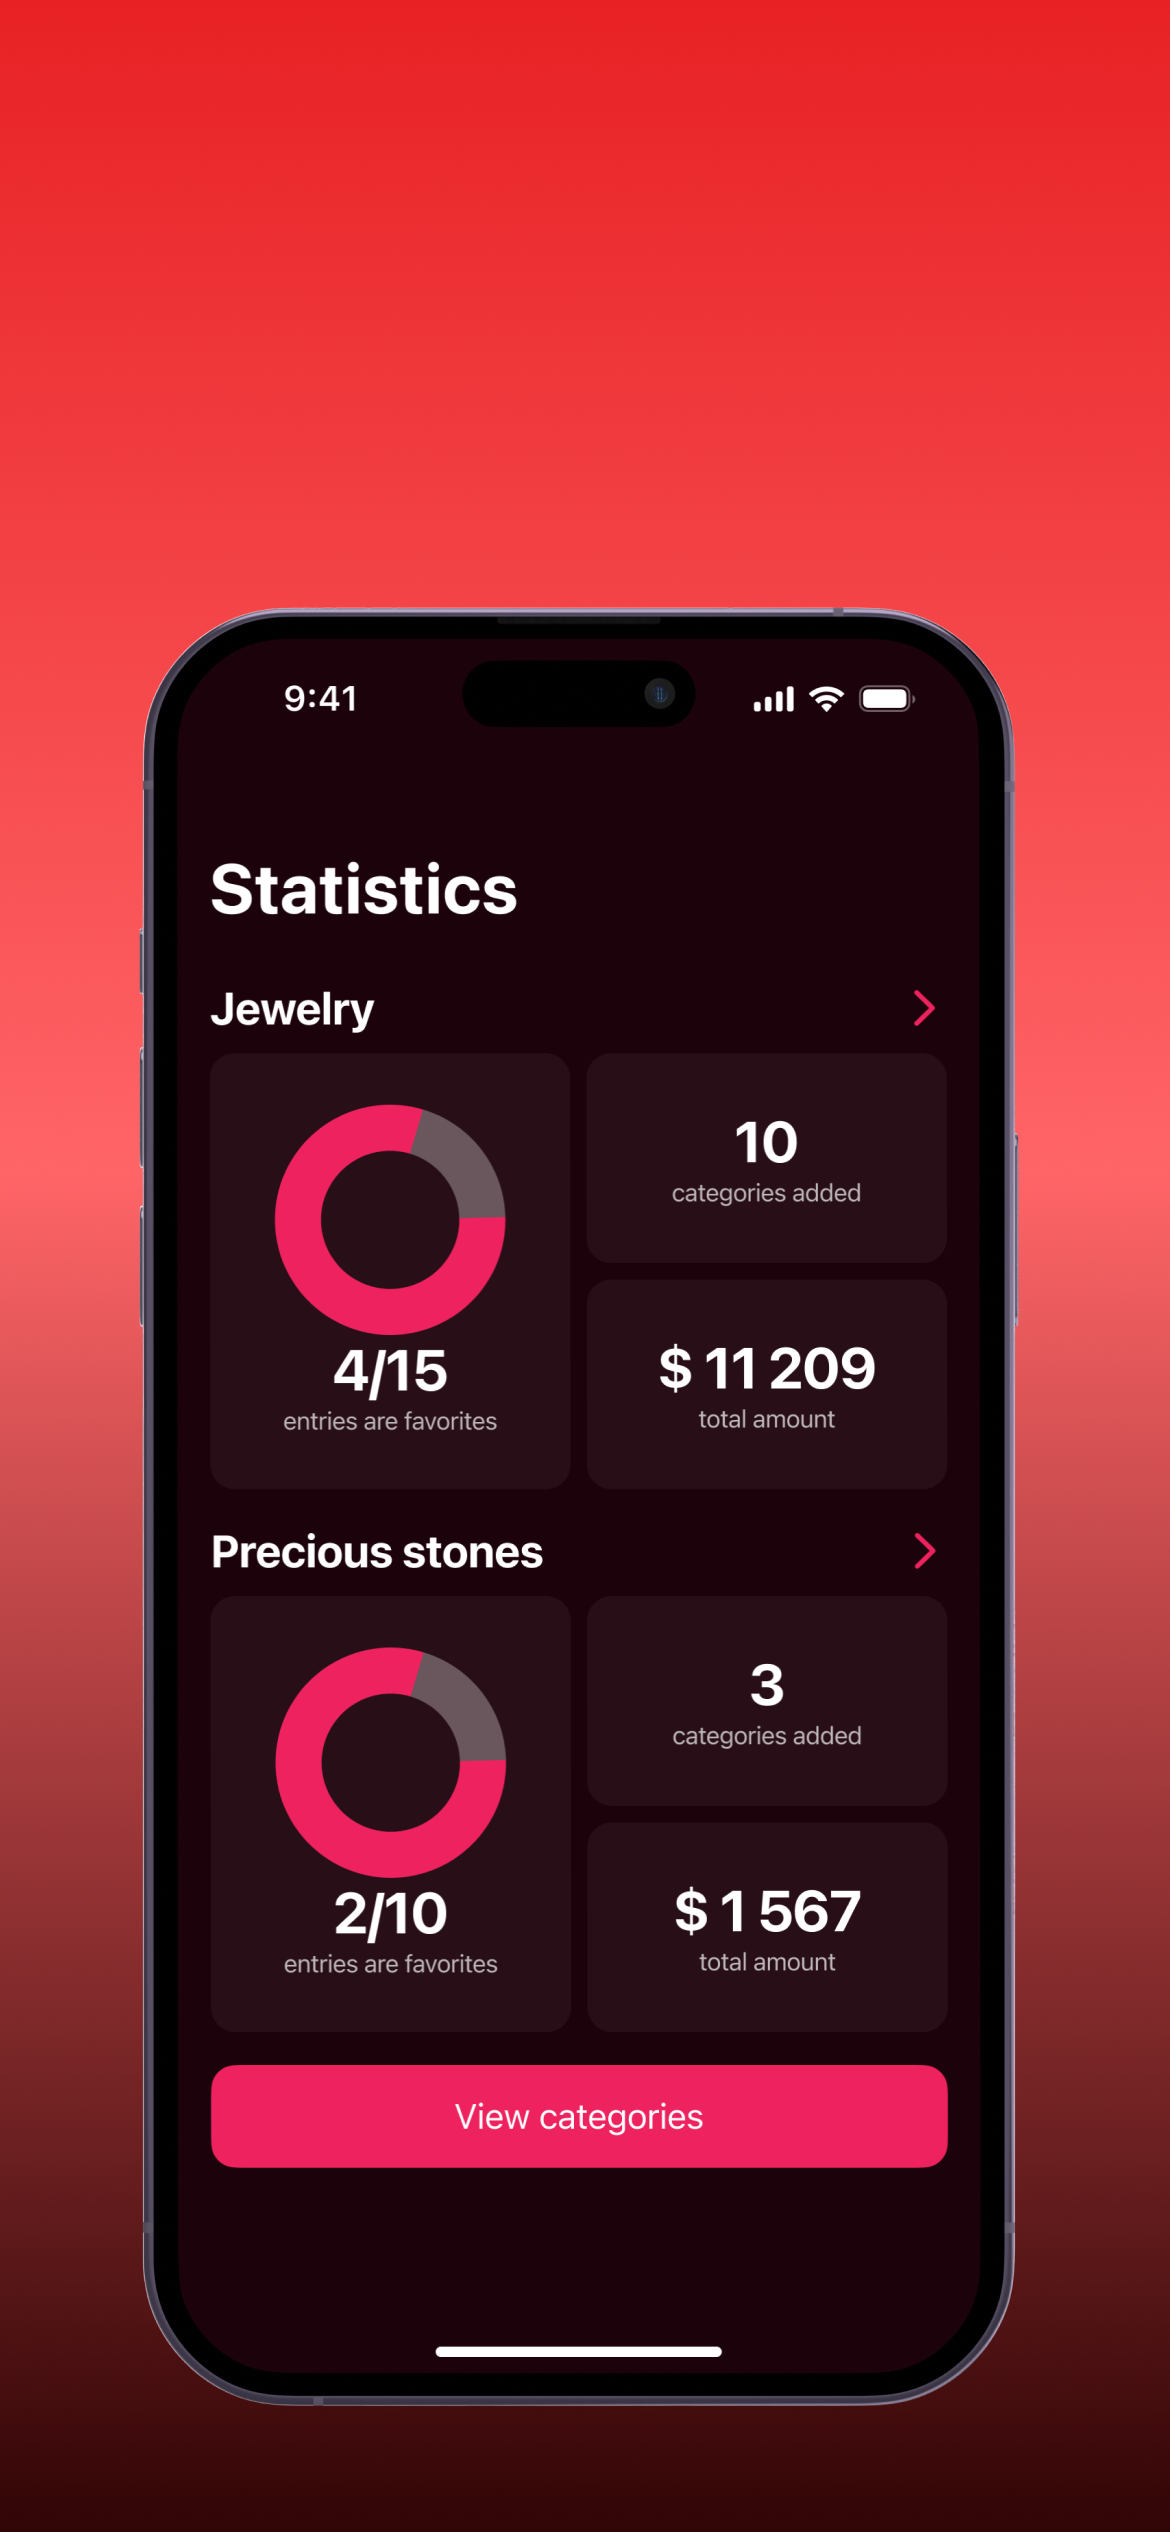 9:41
Statistics
Jewelry
4/15
entries are favorites
10
categories added
$ 11 209
total amount
Precious stones
2/10
entries are favorites
3
categories added
$ 1 567
total amount
View categories